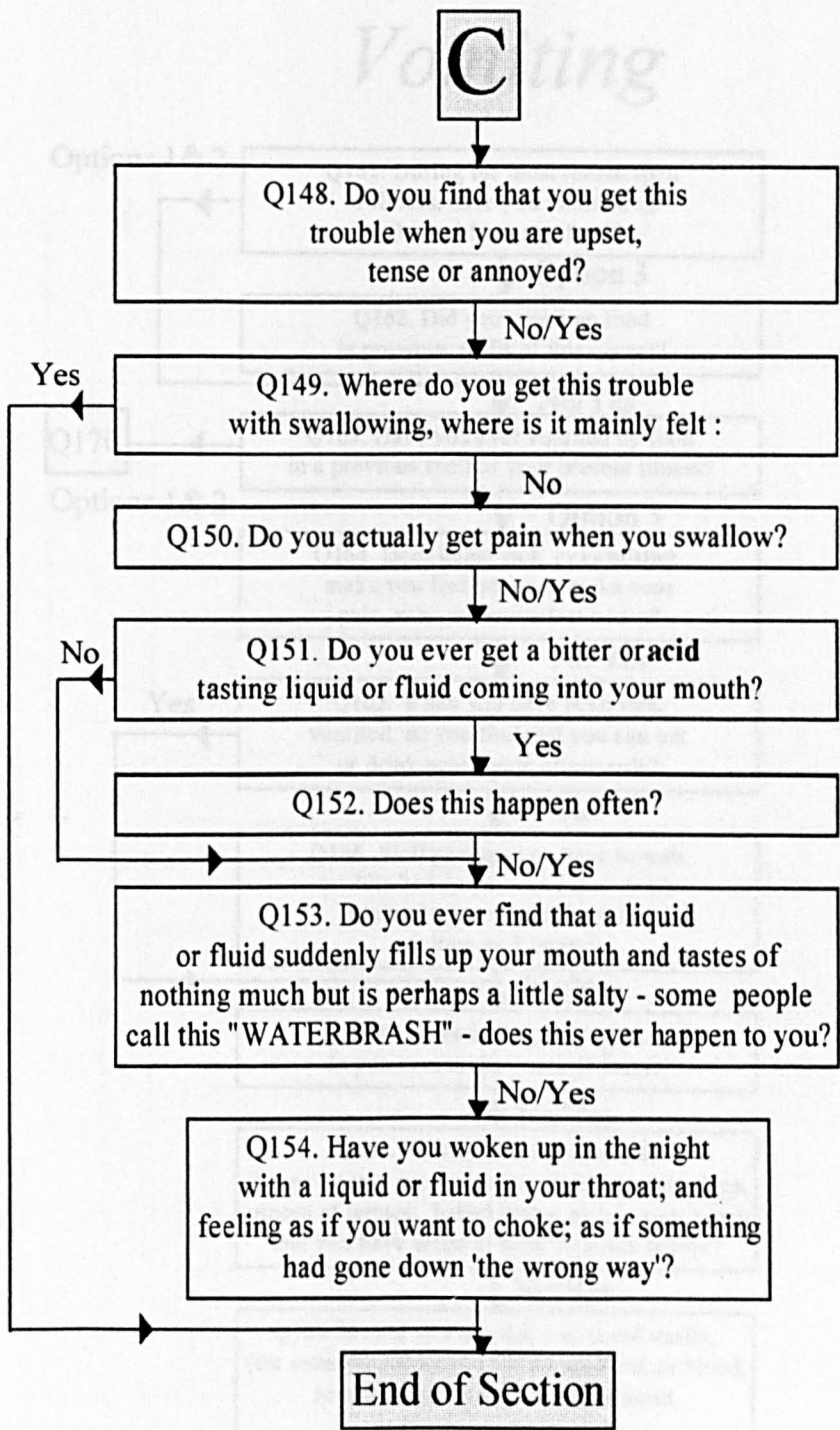 C
Q148. Do you find that you get this
trouble when you are upset,
tense or annoyed?
No/Yes
Yes
Q149. Where do you get this trouble
with swallowing, where is it mainly felt :
No
Q150. Do you actually get pain when you swallow?
No/Yes
No
Q151. Do you ever get a bitter oracid
tasting liquid or fluid coming into your mouth?
Yes
Q152. Does this happen often?
No/Yes
Q153. Do you ever find that a liquid
or fluid suddenly fills up your mouth and tastes of
nothing much but is perhaps a little salty - some people
call this "WATERBRASH" - does this ever happen to you?
No/Yes
Q154. Have you woken up in the night
with a liquid or fluid in your throat; and
feeling as if you want to choke; as if something
had gone down 'the wrong way'?
End of Section